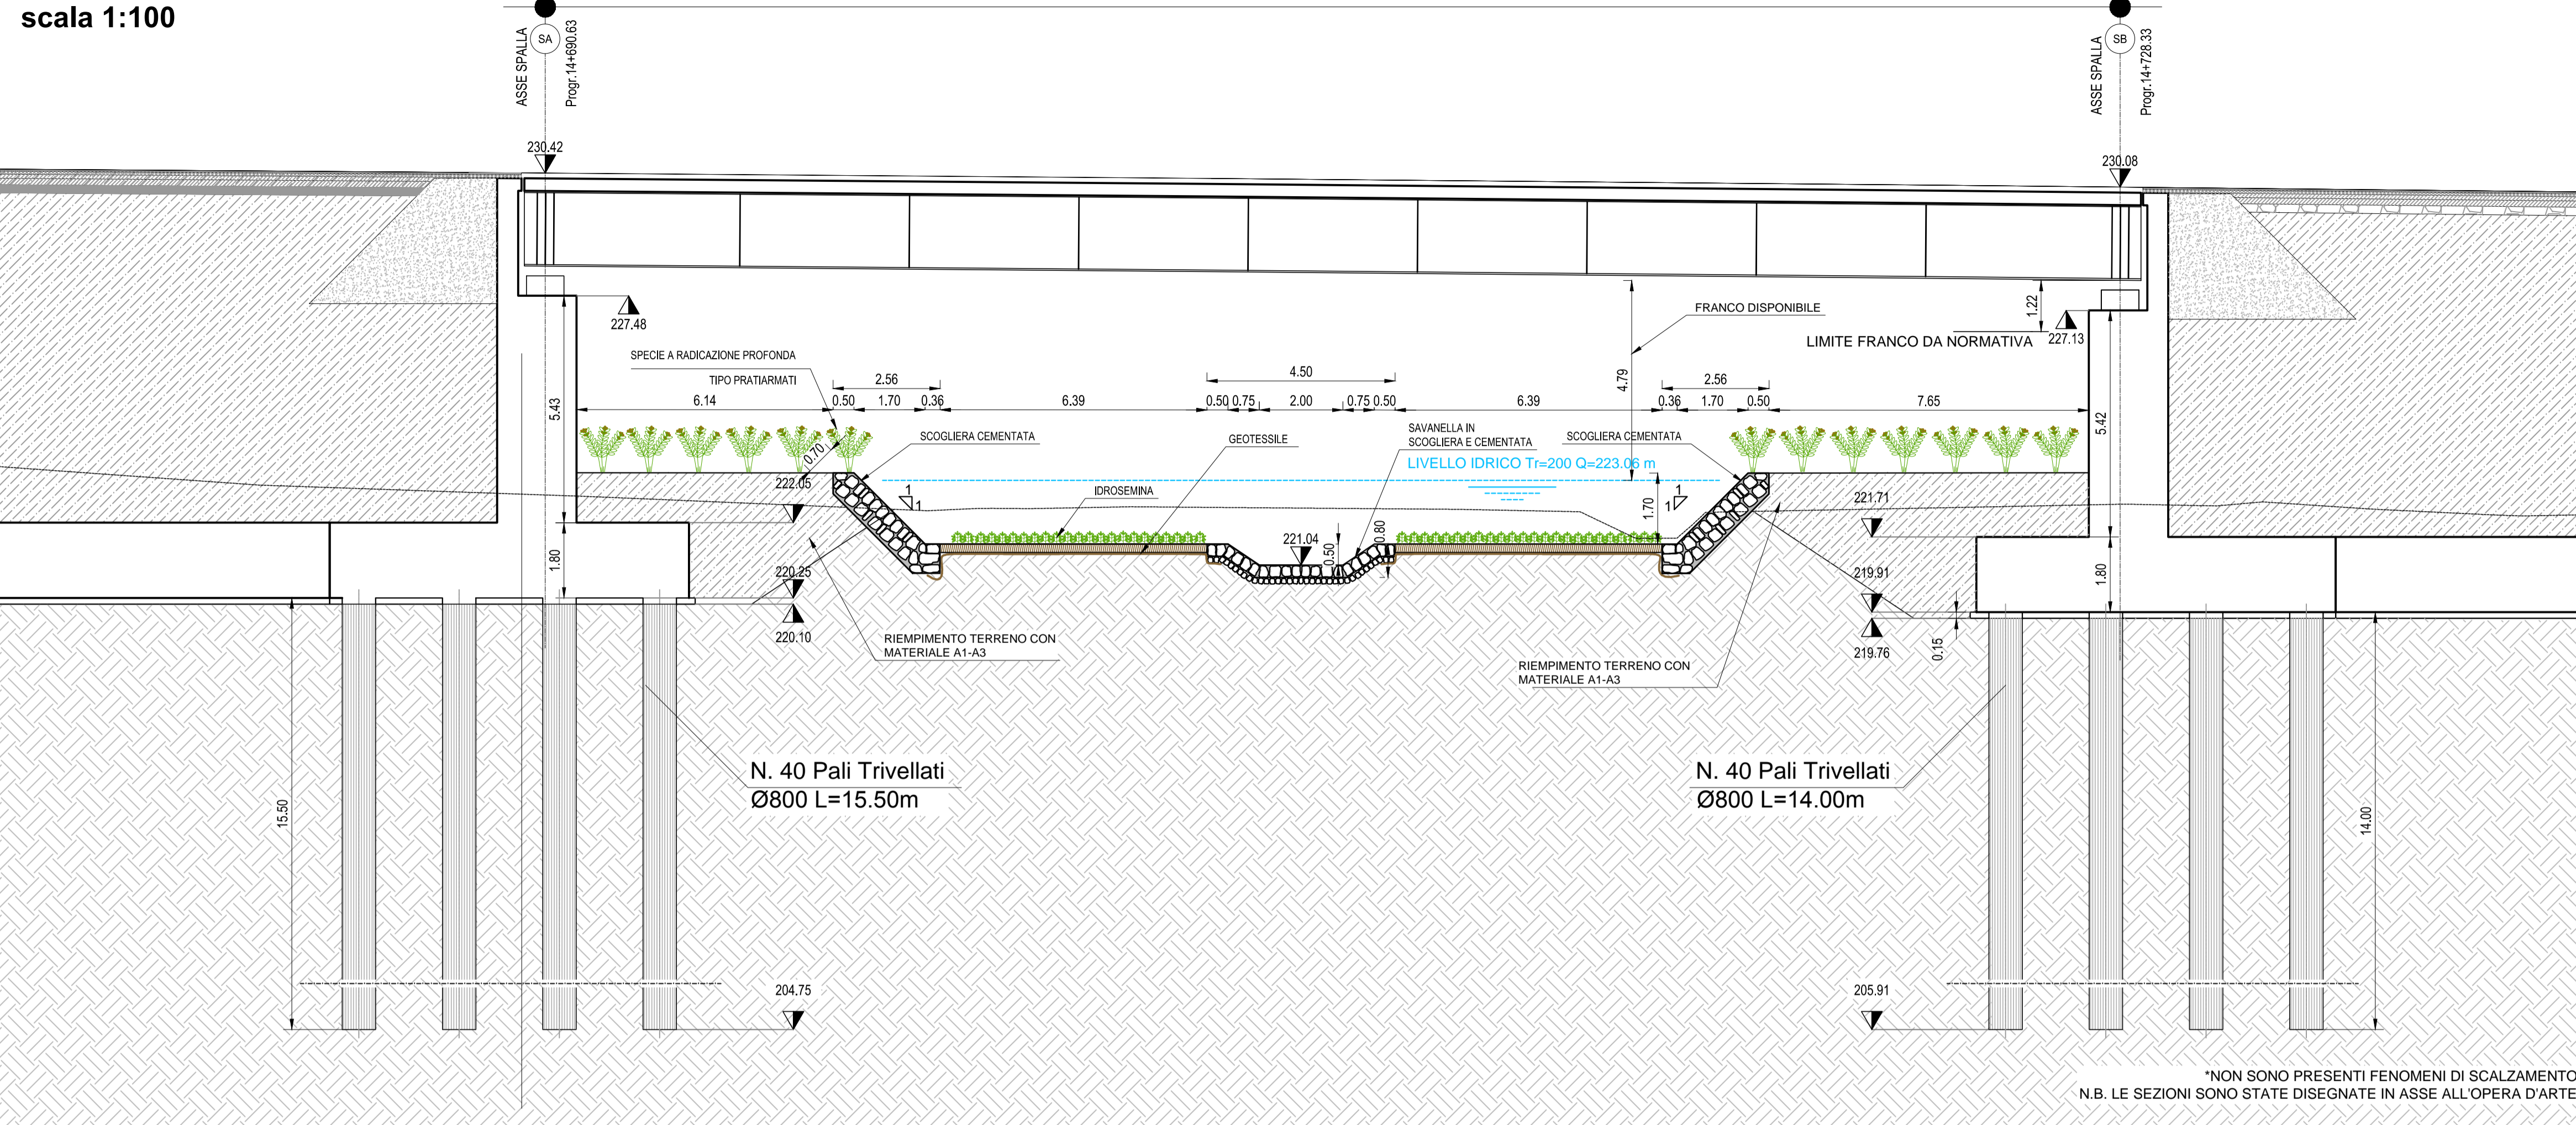 scala 1:100
ASSE SPALLA
SA
Progr.14+690.63
ASSE SPALLA
SB
Progr.14+728.33
230.42
230.08
227.48
FRANCO DISPONIBILE
1.22
LIMITE FRANCO DA NORMATIVA
227.13
SPECIE A RADICAZIONE PROFONDA
TIPO PRATIARMATI
2.56
4.50
4.79
2.56
5.43
6.14
0.50
1.70
0.36
6.39
0.50
0.75
2.00
0.75
0.50
6.39
0.36
1.70
0.50
7.65
5.42
0.70
SCOGLIERA CEMENTATA
GEOTESSILE
SAVANELLA IN
SCOGLIERA E CEMENTATA
SCOGLIERA CEMENTATA
LIVELLO IDRICO Tr=200 Q=223.06 m
222.05
IDROSEMINA
1
1
1
1
1.70
221.71
221.04
0.50
0.80
1.80
220.25
220.10
219.91
1.80
219.76
0.15
RIEMPIMENTO TERRENO CON
MATERIALE A1-A3
RIEMPIMENTO TERRENO CON
MATERIALE A1-A3
N. 40 Pali Trivellati
Ø800 L=15.50m
N. 40 Pali Trivellati
Ø800 L=14.00m
15.50
14.00
204.75
205.91
*NON SONO PRESENTI FENOMENI DI SCALZAMENTO
N.B. LE SEZIONI SONO STATE DISEGNATE IN ASSE ALL'OPERA D'ARTE